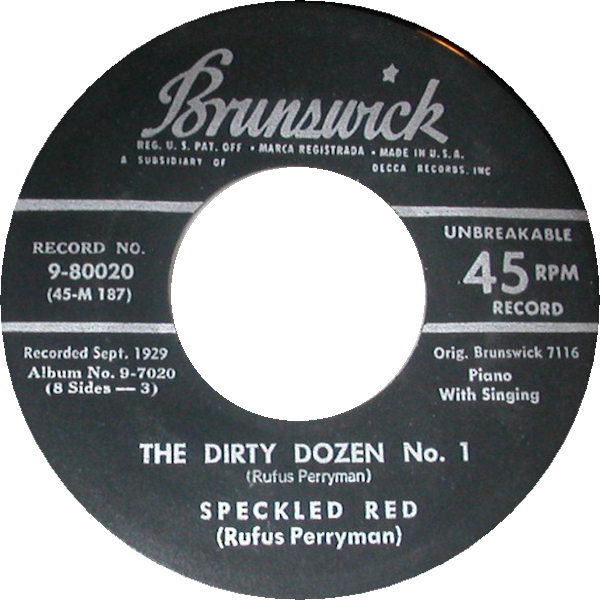 Brunswick
REG. U. S. PAT. OFF • MARCA REGISTRADA • MADE IN U.S.A.
A SUBSIDIARY OF DECCA RECORDS, INC
RECORD NO.
9-80020
(45-M 187)
UNBREAKABLE
45 RPM
RECORD
Recorded Sept. 1929
Album No. 9-7020
(8 Sides — 3)
Orig. Brunswick 7116
Piano
With Singing
THE DIRTY DOZEN No. 1
(Rufus Perryman)
SPECKLED RED
(Rufus Perryman)